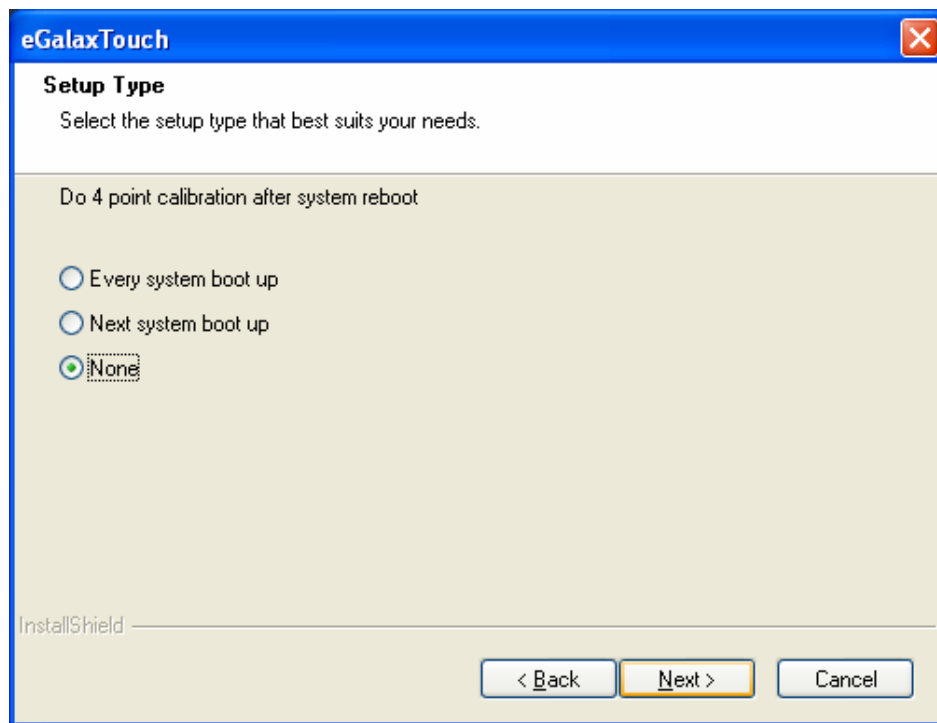 eGalaxTouch
Setup Type
Select the setup type that best suits your needs.
Do 4 point calibration after system reboot
Every system boot up
Next system boot up
None
InstallShield
< Back Next > Cancel